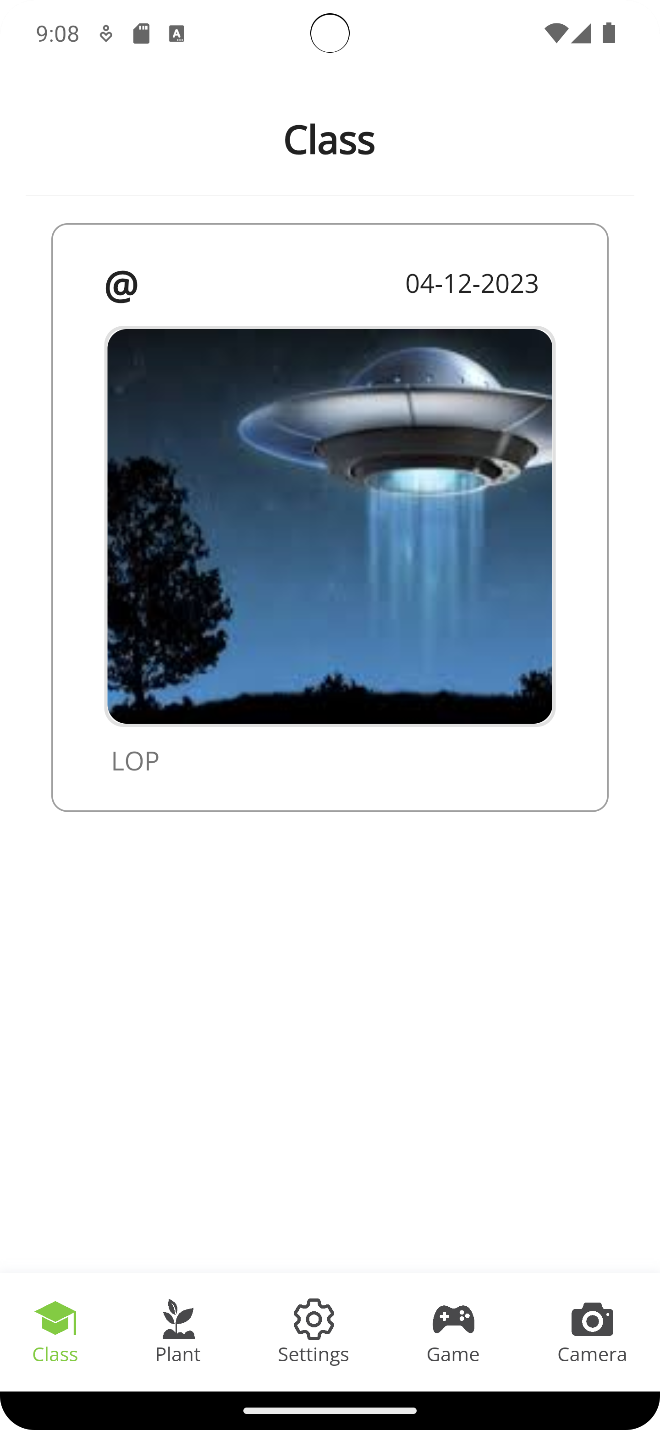 9:08
Class
@
04-12-2023
LOP
Class
Plant
Settings
Game
Camera